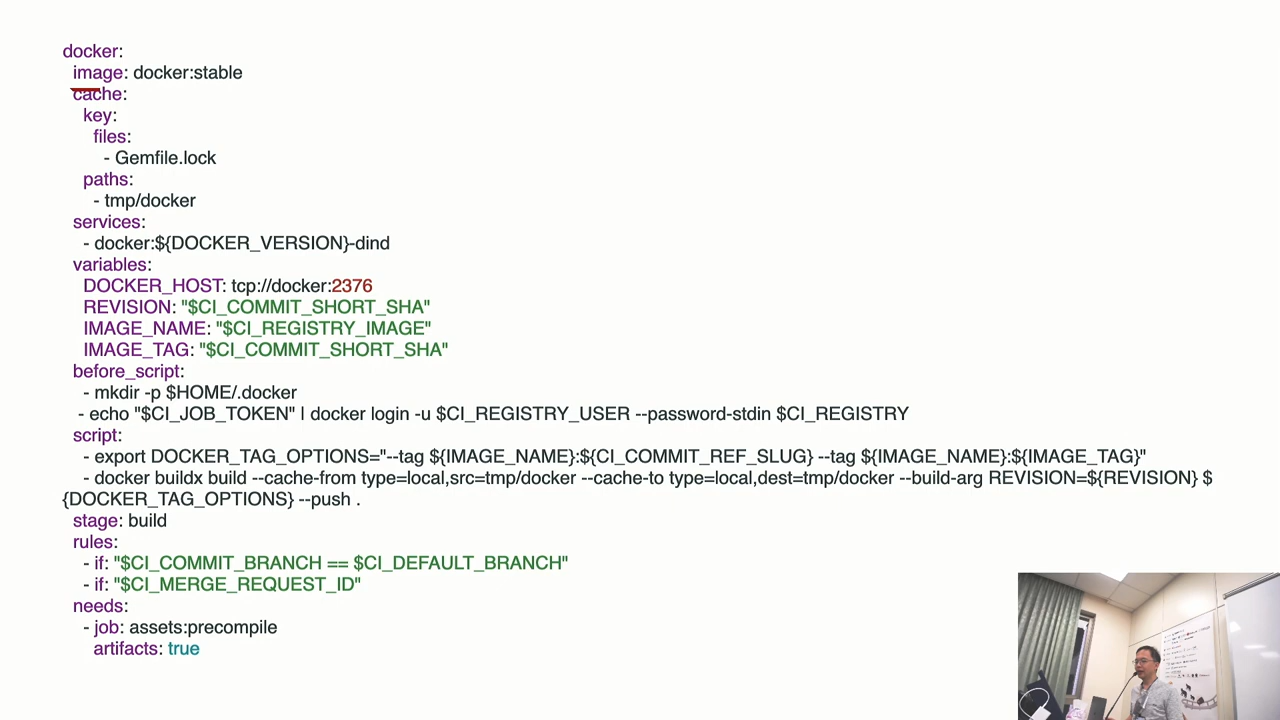 docker:
image: docker:stable
cache:
key:
files:
- Gemfile.lock
paths:
- tmp/docker
services:
- docker:${DOCKER_VERSION}-dind
variables:
DOCKER_HOST: tcp://docker:2376
REVISION: "$CI_COMMIT_SHORT_SHA"
IMAGE_NAME: "$CI_REGISTRY_IMAGE"
IMAGE_TAG: "$CI_COMMIT_SHORT_SHA"
before_script:
- mkdir -p $HOME/.docker
- echo "$CI_JOB_TOKEN" | docker login -u $CI_REGISTRY_USER --password-stdin $CI_REGISTRY
script:
- export DOCKER_TAG_OPTIONS="--tag ${IMAGE_NAME}:${CI_COMMIT_REF_SLUG} --tag ${IMAGE_NAME}:${IMAGE_TAG}"
- docker buildx build --cache-from type=local,src=tmp/docker --cache-to type=local,dest=tmp/docker --build-arg REVISION=${REVISION} $
{DOCKER_TAG_OPTIONS} --push .
stage: build
rules:
- if: "$CI_COMMIT_BRANCH == $CI_DEFAULT_BRANCH"
- if: "$CI_MERGE_REQUEST_ID"
needs:
- job: assets:precompile
artifacts: true